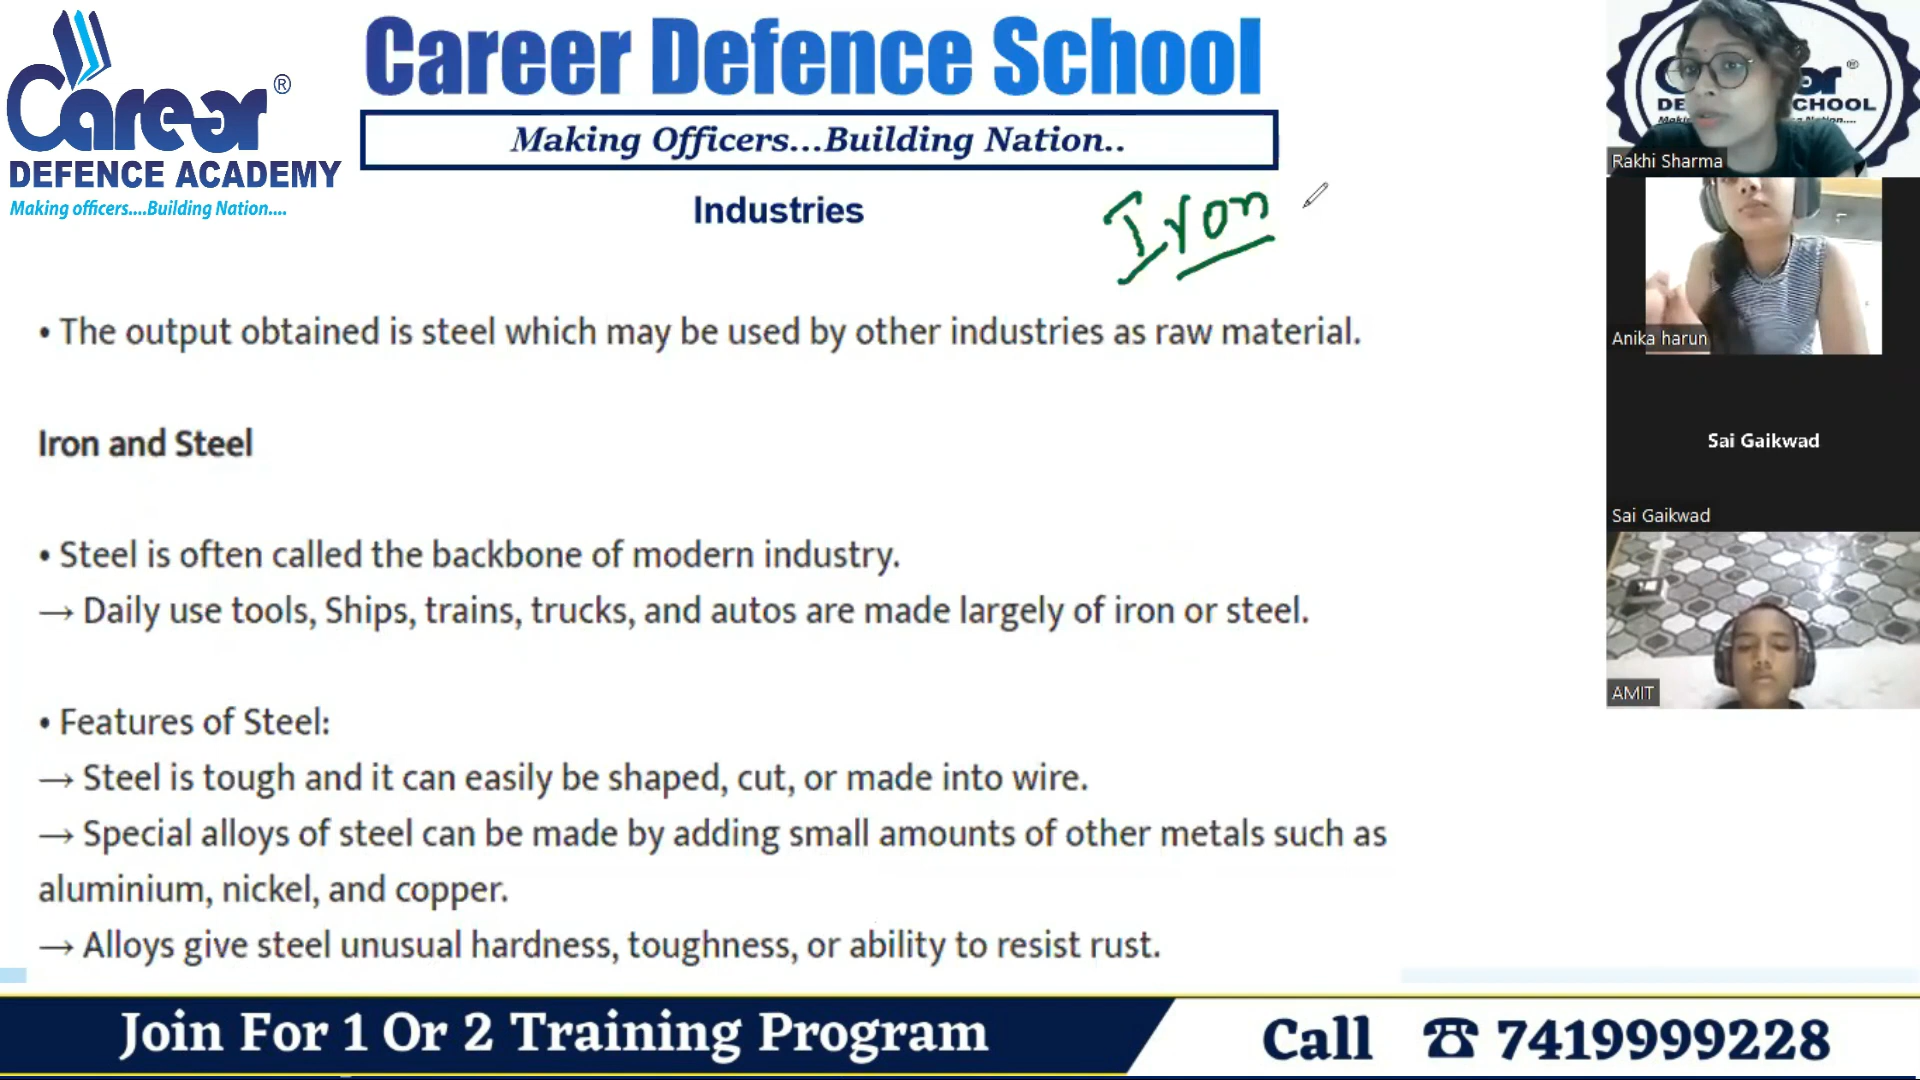 Career
®
DEFENCE ACADEMY
Making officers....Building Nation....
Career Defence School
Making Officers...Building Nation..
Industries
Iron
• The output obtained is steel which may be used by other industries as raw material.
Iron and Steel
• Steel is often called the backbone of modern industry.
→ Daily use tools, Ships, trains, trucks, and autos are made largely of iron or steel.
• Features of Steel:
→ Steel is tough and it can easily be shaped, cut, or made into wire.
→ Special alloys of steel can be made by adding small amounts of other metals such as
aluminium, nickel, and copper.
→ Alloys give steel unusual hardness, toughness, or ability to resist rust.
Join For 1 Or 2 Training Program
Call ☎ 7419999228
®
SCHOOL
Rakhi Sharma
Anika harun
Sai Gaikwad
Sai Gaikwad
AMIT